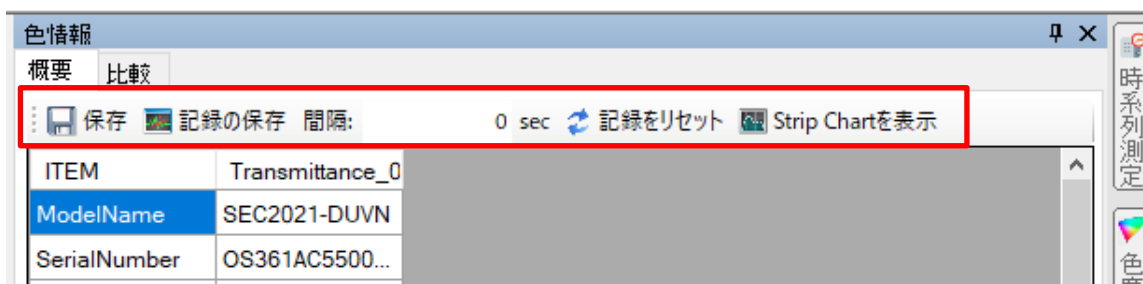 色情報
概要 比較
保存 記録の保存 間隔: 0 sec 記録をリセット Strip Chartを表示
ITEM Transmittance_0
ModelName SEC2021-DUVN
SerialNumber OS361AC5500...
時系列測定
色度